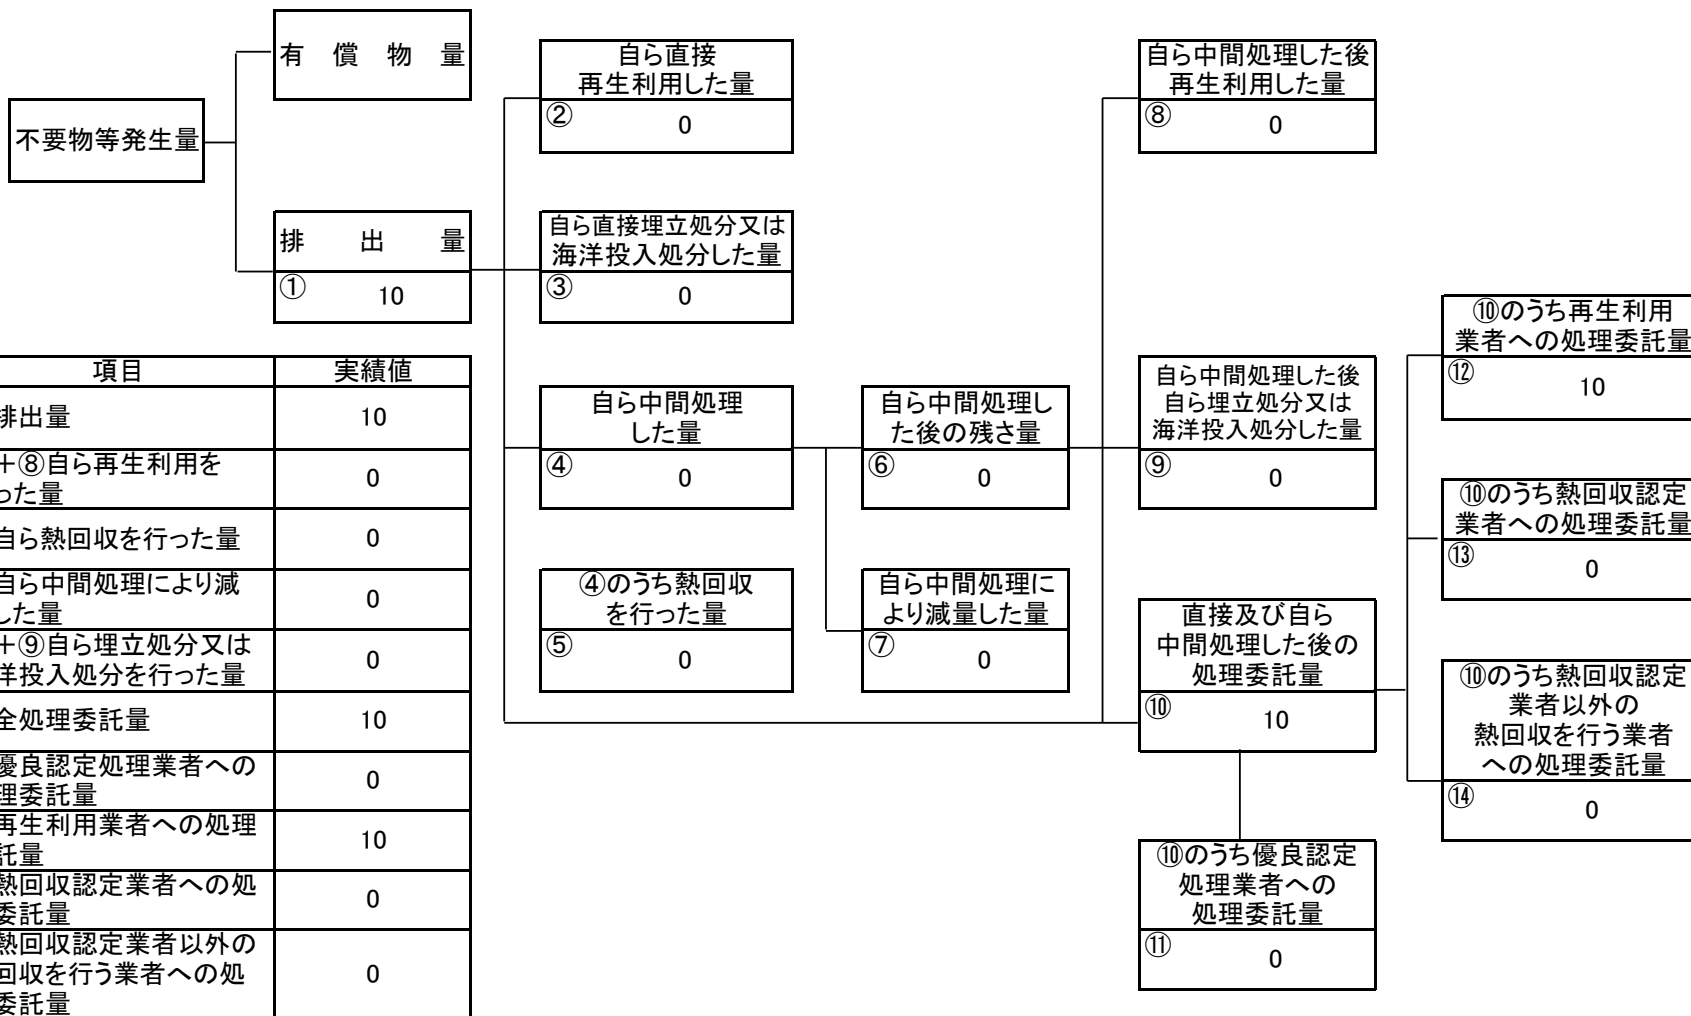 有償物量
不要物等発生量
排出量
① 10
自ら直接
再生利用した量
② 0
自ら直接埋立処分又は
海洋投入処分した量
③ 0
自ら中間処理
した量
④ 0
④のうち熱回収
を行った量
⑤ 0
自ら中間処理し
た後の残さ量
⑥ 0
自ら中間処理に
より減量した量
⑦ 0
自ら中間処理した後
再生利用した量
⑧ 0
自ら中間処理した後
自ら埋立処分又は
海洋投入処分した量
⑨ 0
直接及び自ら
中間処理した後の
処理委託量
⑩ 10
⑩のうち優良認定
処理業者への
処理委託量
⑪ 0
⑩のうち再生利用
業者への処理委託量
⑫ 10
⑩のうち熱回収認定
業者への処理委託量
⑬ 0
⑩のうち熱回収認定
業者以外の
熱回収を行う業者
への処理委託量
⑭ 0
項目 実績値
排出量 10
+⑧自ら再生利用を
った量 0
自ら熱回収を行った量 0
自ら中間処理により減
した量 0
+⑨自ら埋立処分又は
洋投入処分を行った量 0
全処理委託量 10
優良認定処理業者への
理委託量 0
再生利用業者への処理
託量 10
熱回収認定業者への処
委託量 0
熱回収認定業者以外の
回収を行う業者への処
委託量 0